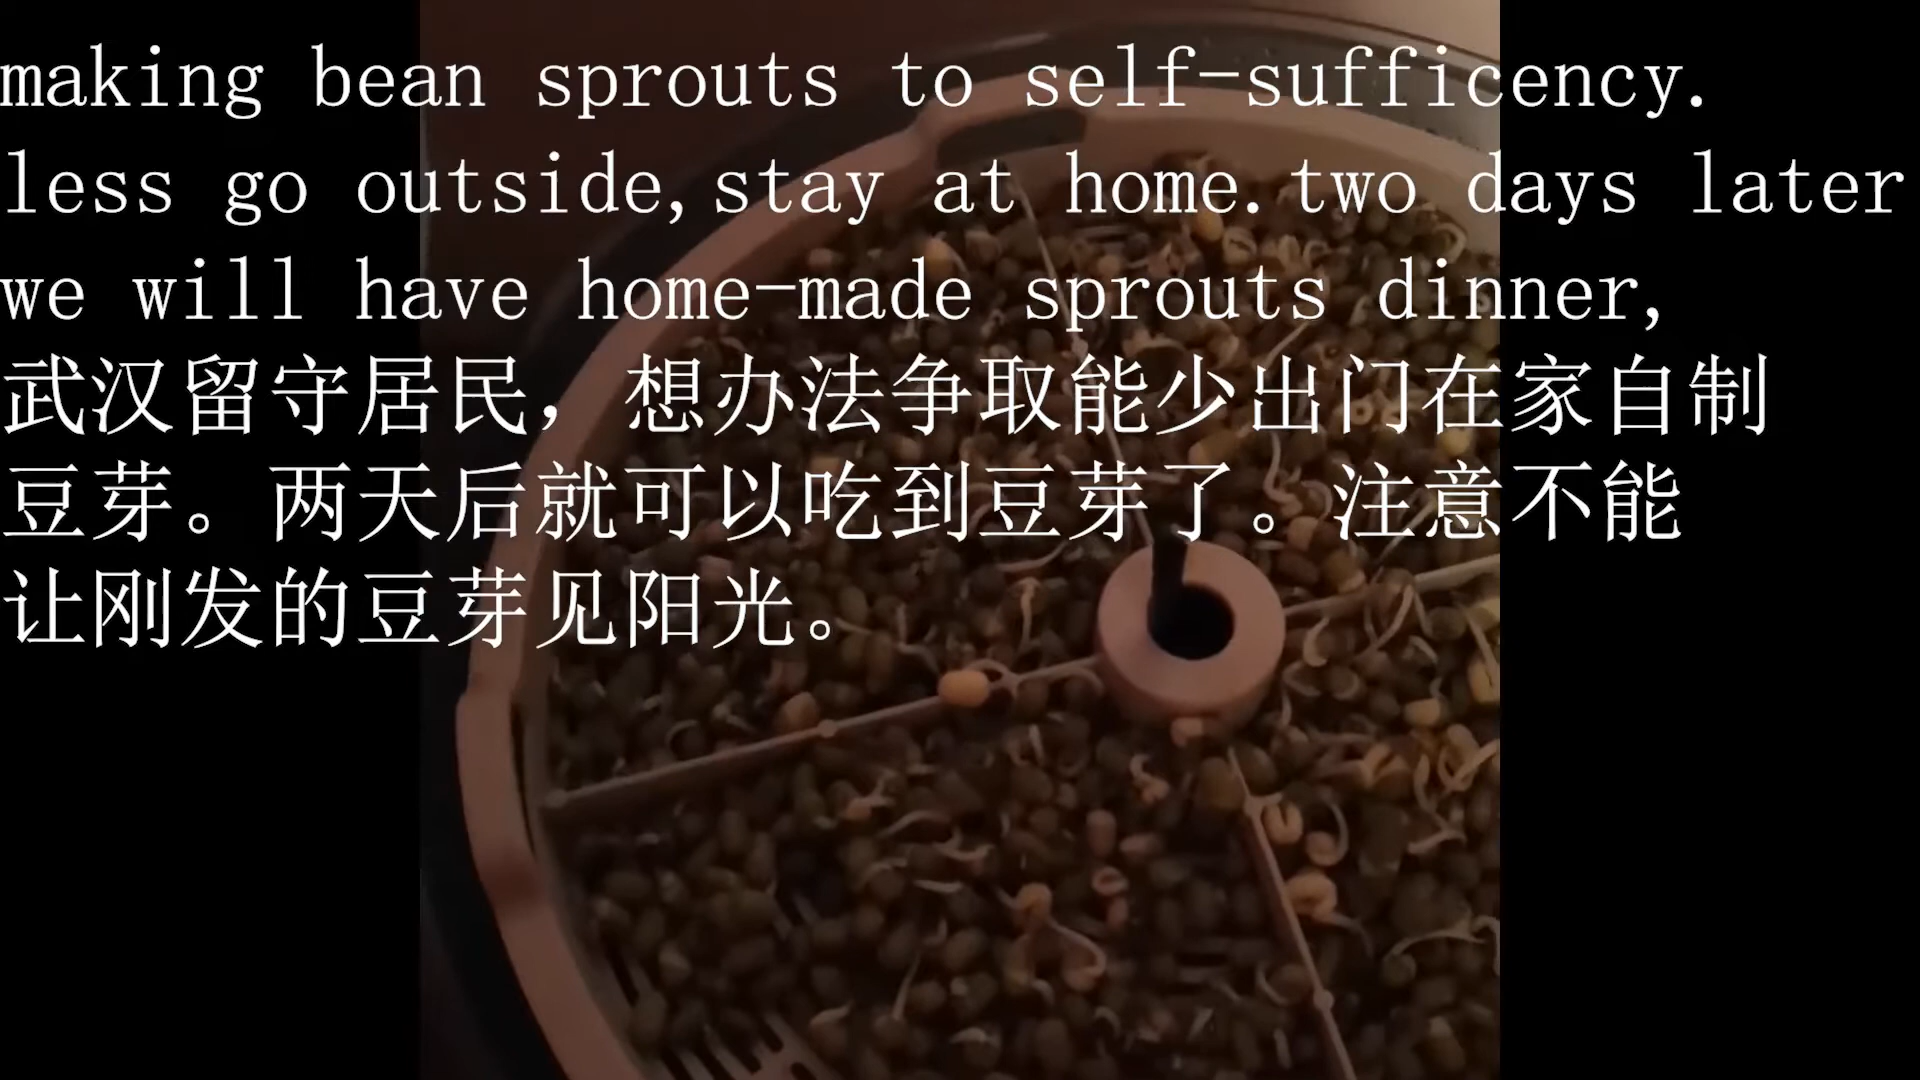 making bean sprouts to self-sufficency.
less go outside,stay at home.two days later
we will have home-made sprouts dinner,
武汉留守居民，想办法争取能少出门在家自制
豆芽。两天后就可以吃到豆芽了。注意不能
让刚发的豆芽见阳光。